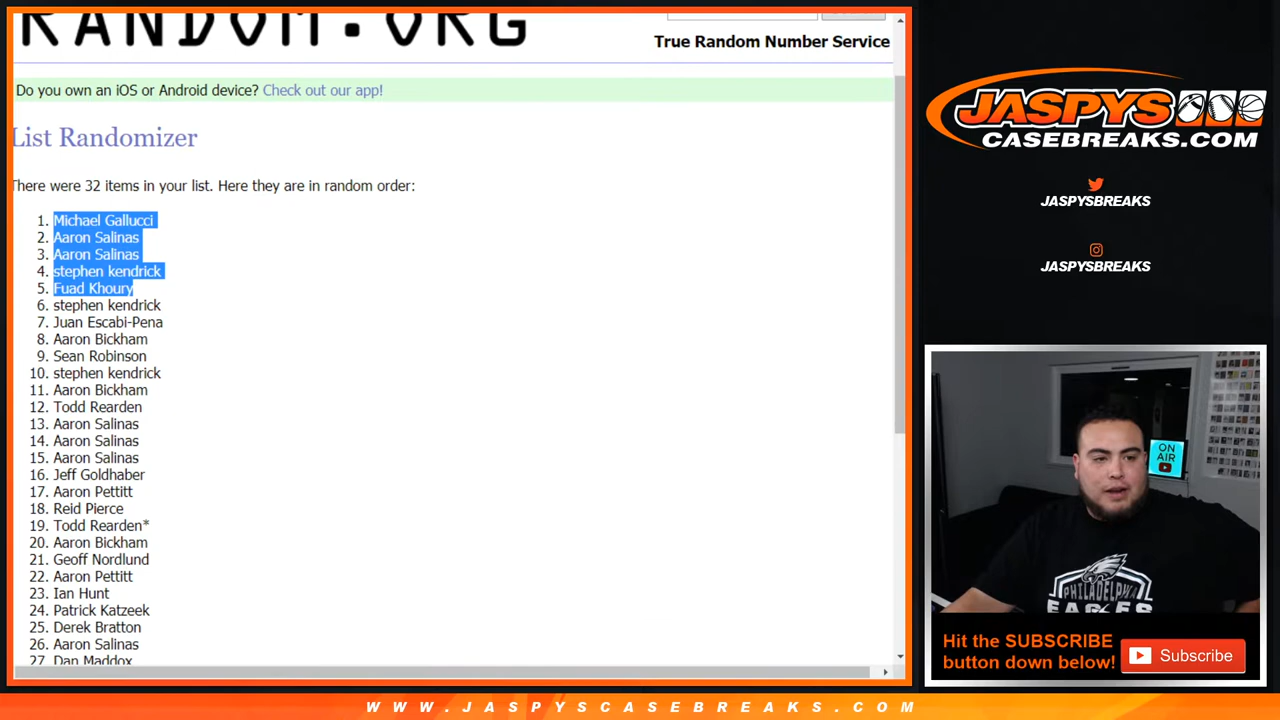 RANDOM.ORG
True Random Number Service
Do you own an iOS or Android device? Check out our app!
List Randomizer
There were 32 items in your list. Here they are in random order:
1. Michael Gallucci
2. Aaron Salinas
3. Aaron Salinas
4. stephen kendrick
5. Fuad Khoury
6. stephen kendrick
7. Juan Escabi-Pena
8. Aaron Bickham
9. Sean Robinson
10. stephen kendrick
11. Aaron Bickham
12. Todd Rearden
13. Aaron Salinas
14. Aaron Salinas
15. Aaron Salinas
16. Jeff Goldhaber
17. Aaron Pettitt
18. Reid Pierce
19. Todd Rearden*
20. Aaron Bickham
21. Geoff Nordlund
22. Aaron Pettitt
23. Ian Hunt
24. Patrick Katzeek
25. Derek Bratton
26. Aaron Salinas
27. Dan Maddox
JASPYS
CASEBREAKS.COM
JASPYSBREAKS
JASPYSBREAKS
ON
AIR
PHILADELPHIA
EAGLES
Hit the SUBSCRIBE
button down below!
Subscribe
WWW.JASPYSCASEBREAKS.COM